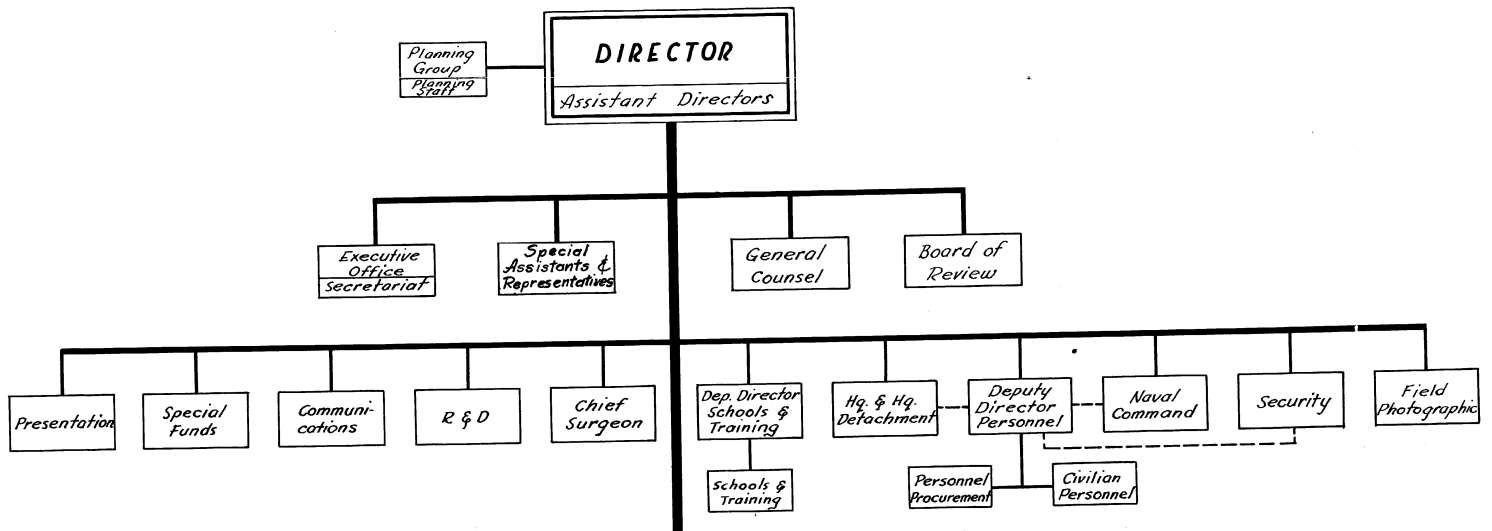 Planning
Group
Planning
Staff
DIRECTOR
Assistant Directors
Executive
Office
Secretariat
Special
Assistants &
Representatives
General
Counsel
Board of
Review
Presentation
Special
Funds
Communi-
cations
R & D
Chief
Surgeon
Dep. Director
Schools &
Training
Hq. & Hq.
Detachment
Deputy
Director
Personnel
Naval
Command
Security
Field
Photographic
Schools &
Training
Personnel
Procurement
Civilian
Personnel